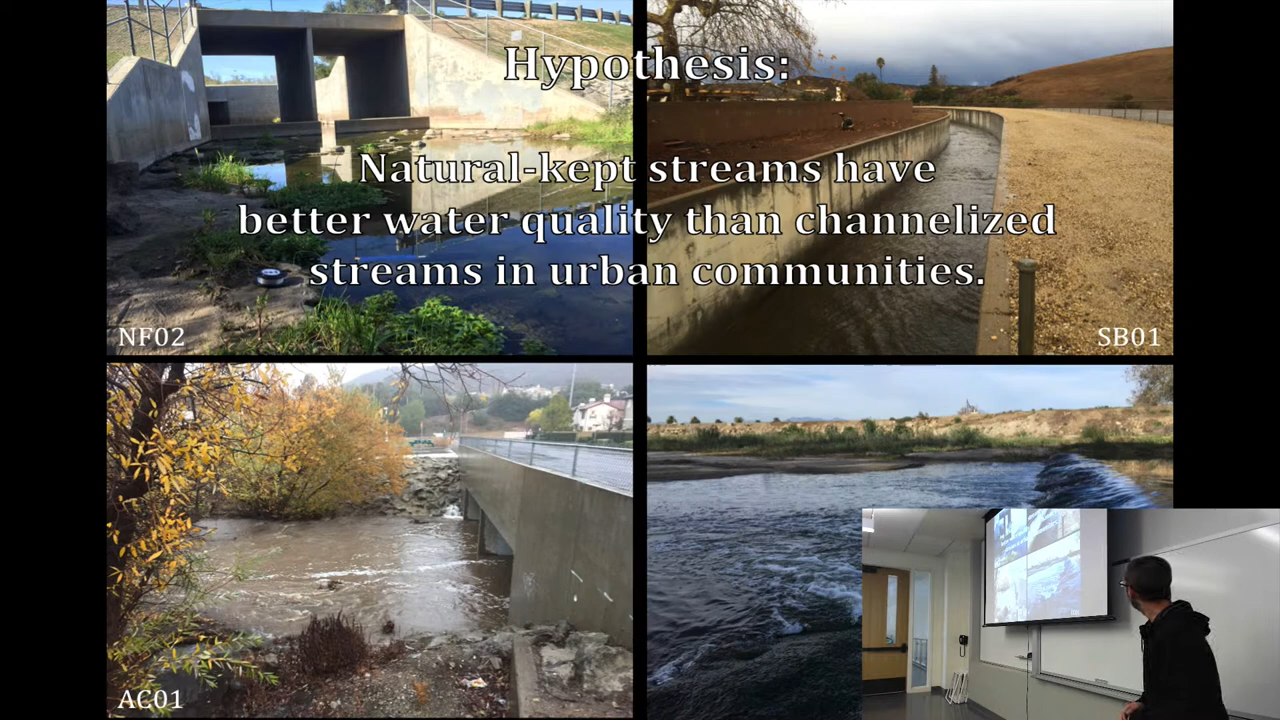 Hypothesis:
Natural-kept streams have
better water quality than channelized
streams in urban communities.
NF02
SB01
AC01